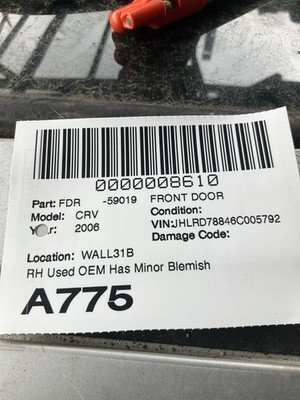 0000008610
Part: FDR -59019 FRONT DOOR
Model: CRV Condition:
Year: 2006 VIN:JHLRD78846C005792
Damage Code:
Location: WALL31B
RH Used OEM Has Minor Blemish
A775